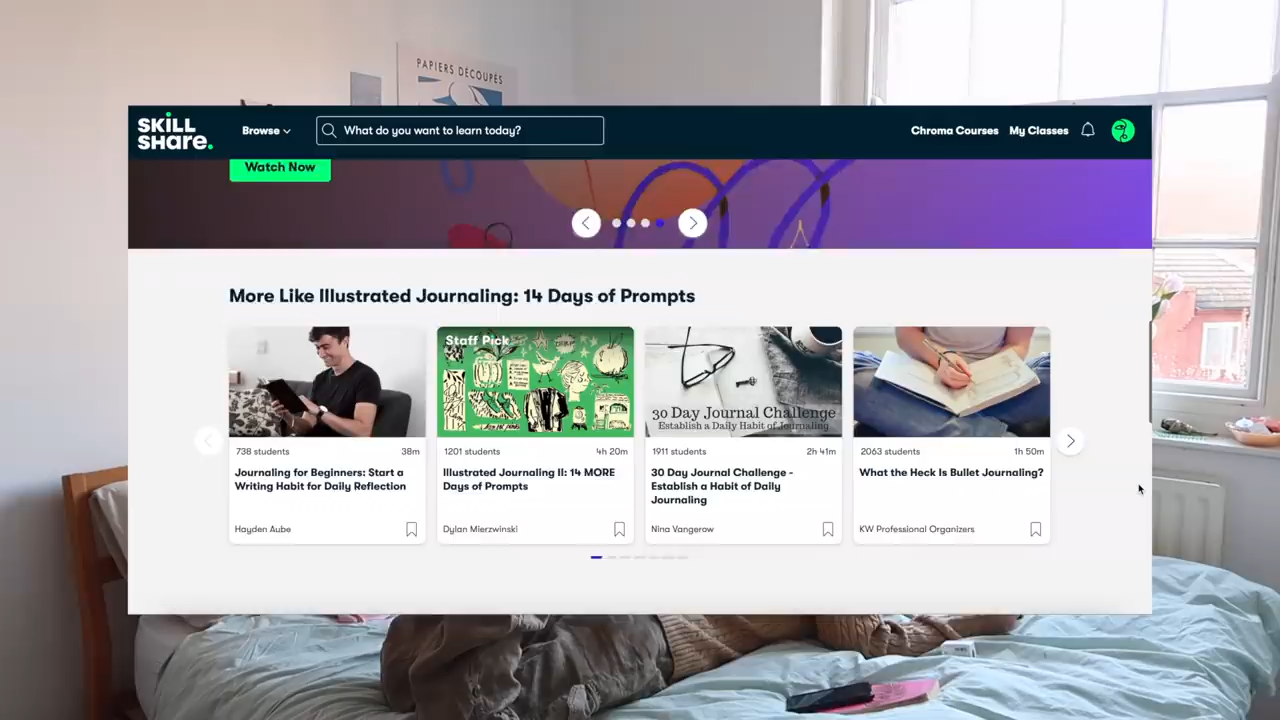 PAPIERS DÉCOUPÉS
SKILL
SHARE.
Browse
What do you want to learn today?
Chroma Courses
My Classes
Watch Now
More Like Illustrated Journaling: 14 Days of Prompts
Staff Pick
30 Day Journal Challenge
Establish a Daily Habit of Journaling
738 students
38m
Journaling for Beginners: Start a
Writing Habit for Daily Reflection
Hayden Aube
1201 students
4h 20m
Illustrated Journaling II: 14 MORE
Days of Prompts
Dylan Mierzwinski
1911 students
2h 41m
30 Day Journal Challenge -
Establish a Habit of Daily
Journaling
Nina Vangerow
2063 students
1h 50m
What the Heck Is Bullet Journaling?
KW Professional Organizers